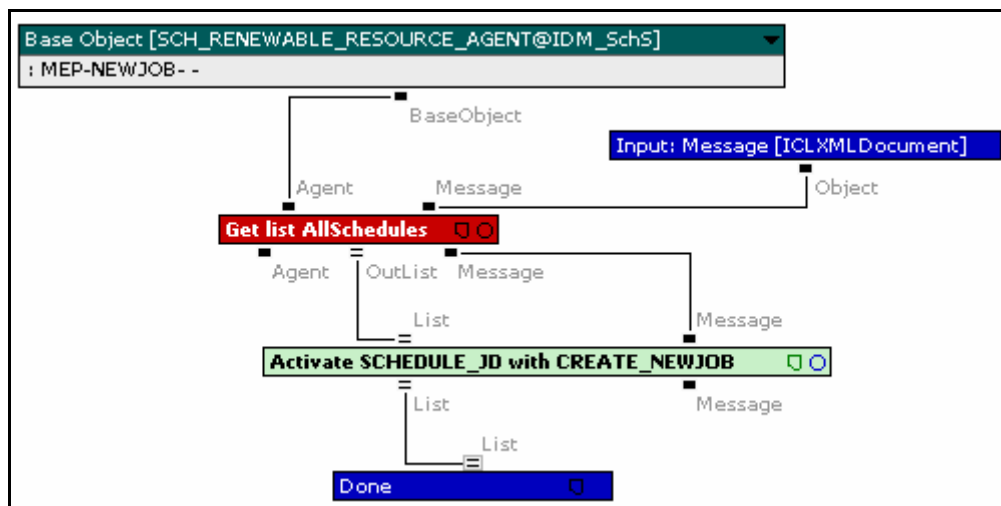 Base Object [SCH_RENEWABLE_RESOURCE_AGENT@IDM_SchS]
: MEP-NEWJOB- -
BaseObject
Input: Message [ICLXMLDocument]
Agent Message Object
Get list AllSchedules
Agent OutList Message
List Message
Activate SCHEDULE_JD with CREATE_NEWJOB
List Message
List
Done